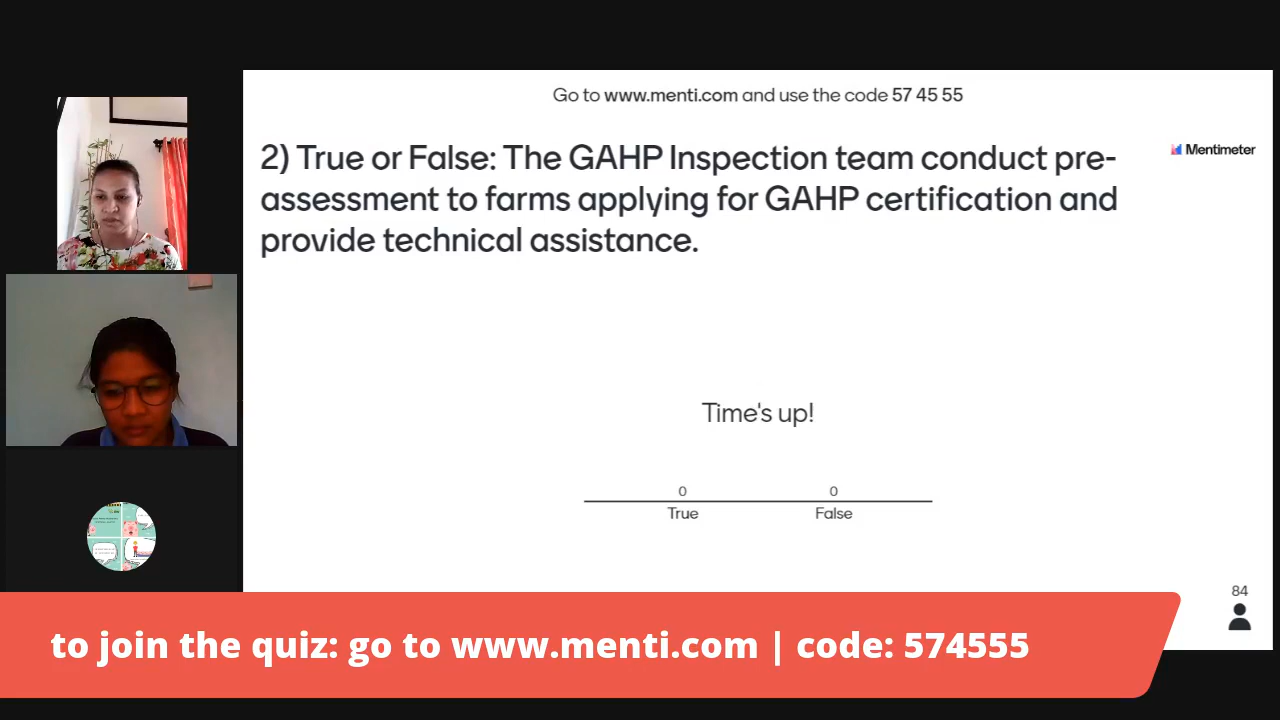 Go to www.menti.com and use the code 57 45 55
Mentimeter
2) True or False: The GAHP Inspection team conduct pre-
assessment to farms applying for GAHP certification and
provide technical assistance.
Time's up!
0
0
True
False
84
to join the quiz: go to www.menti.com | code: 574555